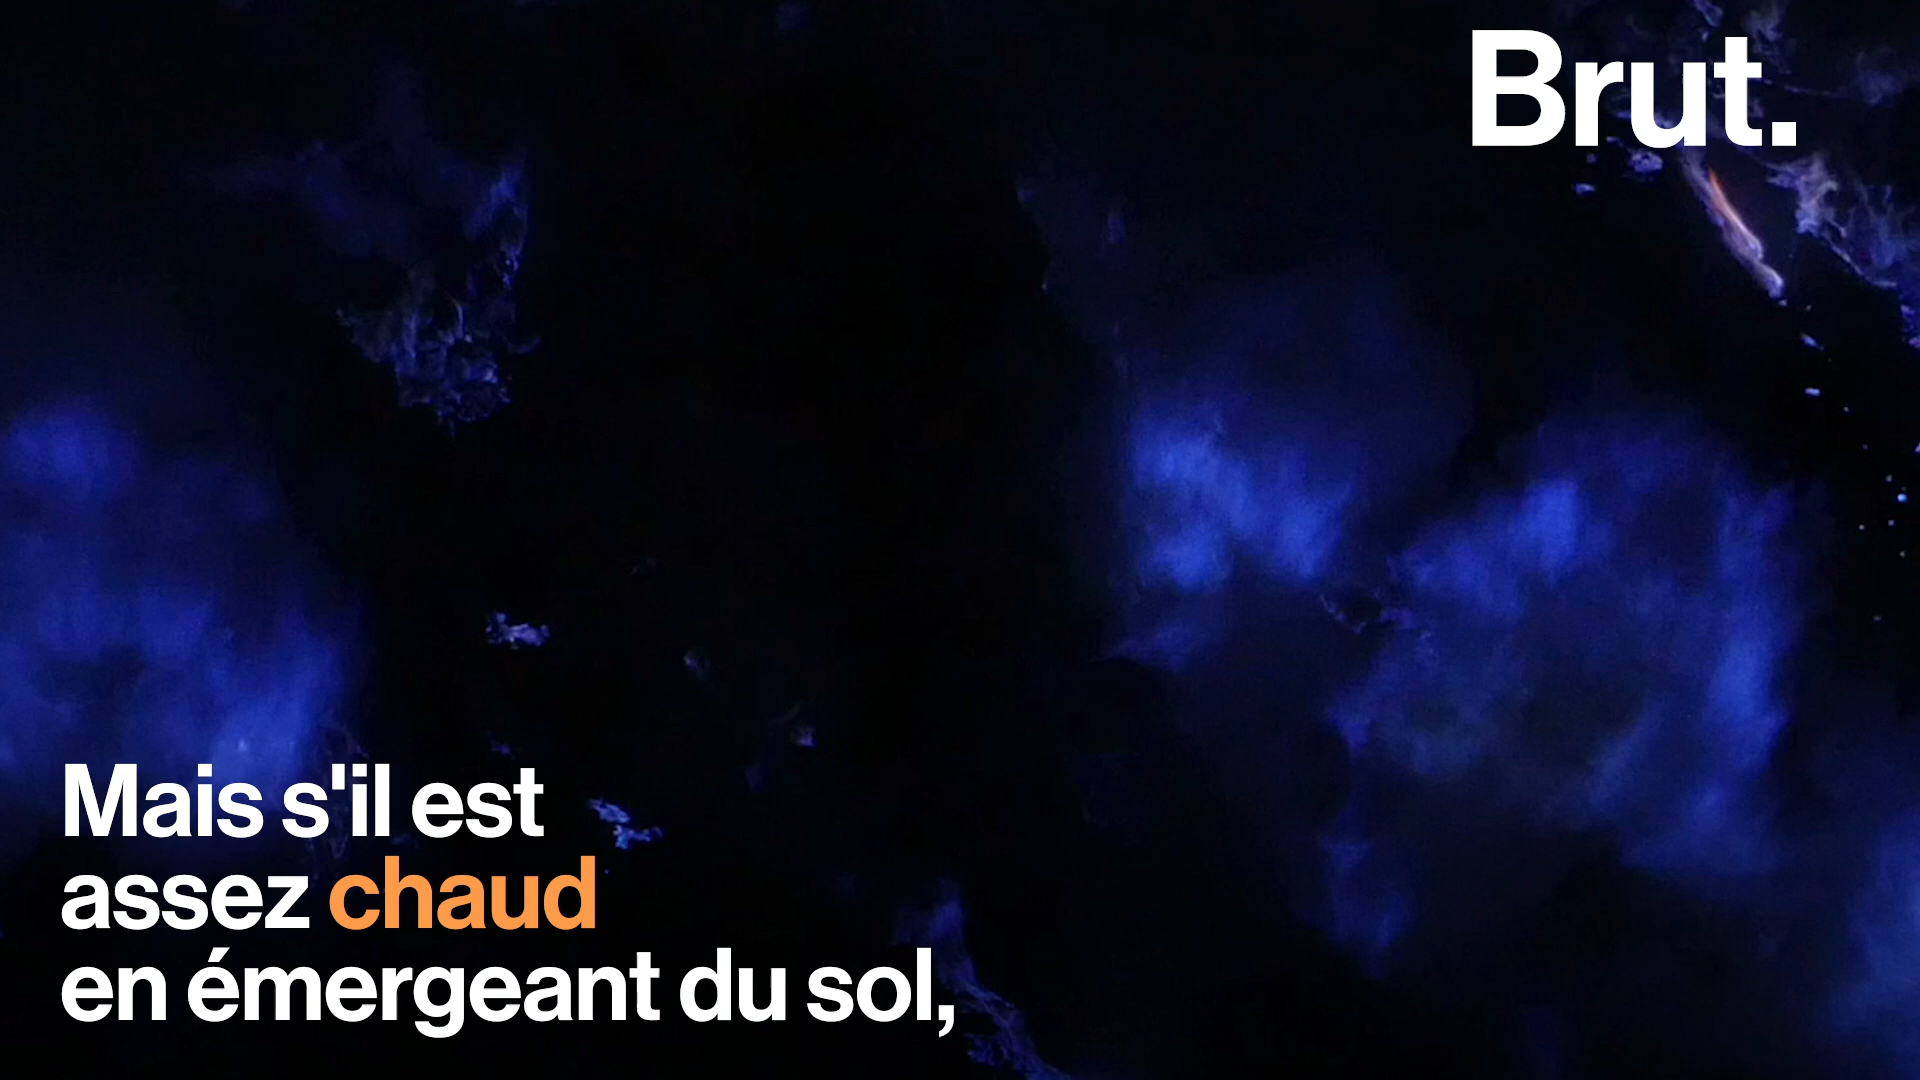 Brut.
Mais s'il est
assez chaud
en émergeant du sol,